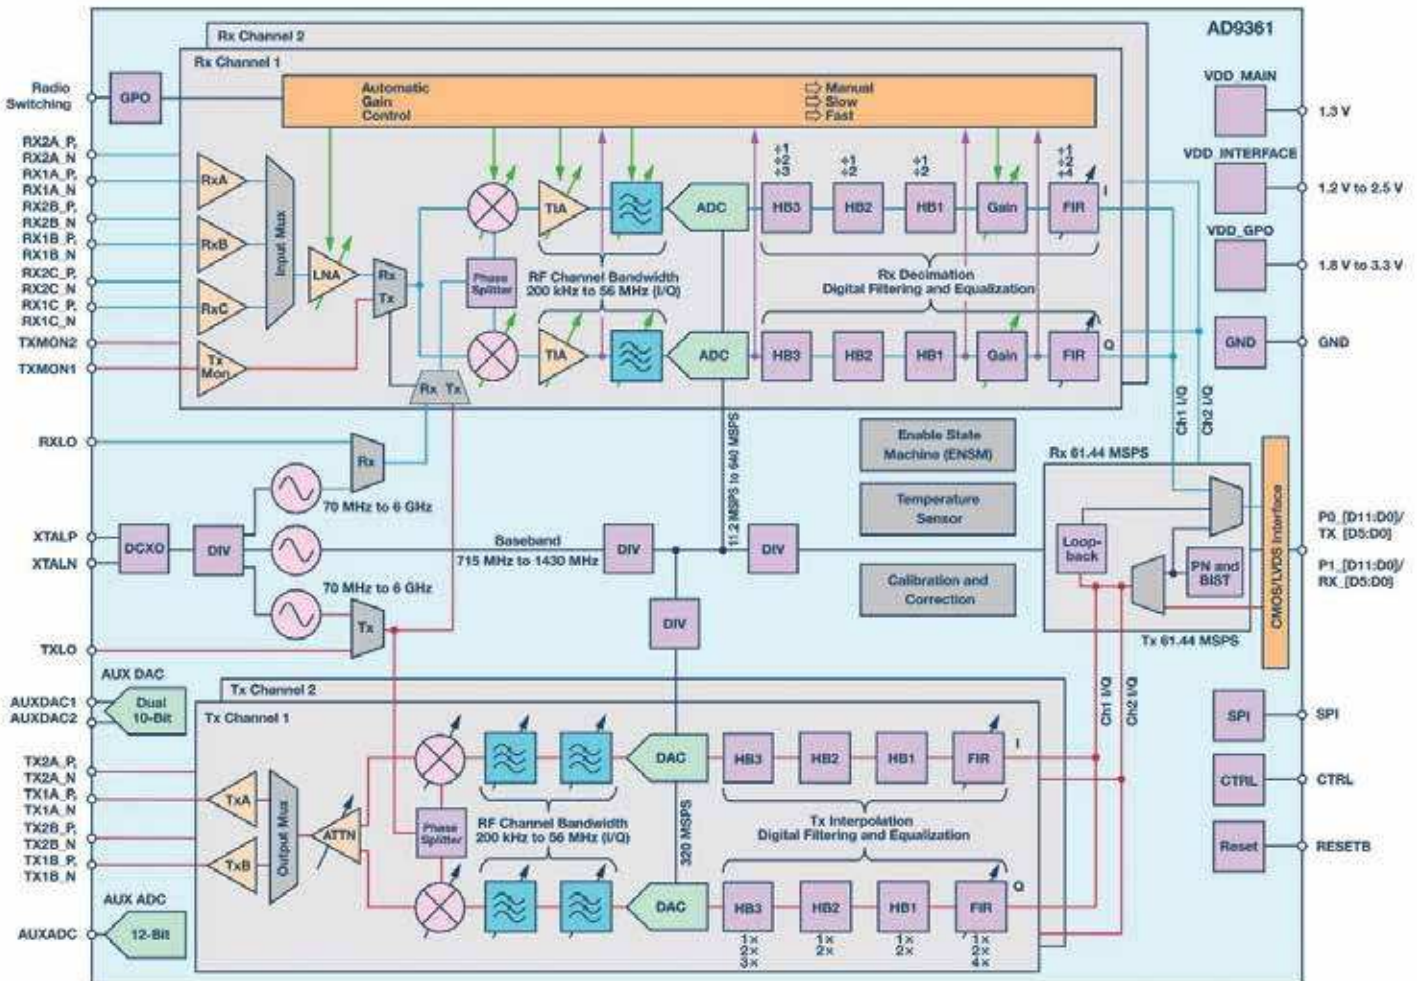 AD9361
Rx Channel 2
Rx Channel 1
Radio
Switching
GPO
Automatic
Gain
Control
Manual
Slow
Fast
VDD_MAIN
1.3 V
VDD_INTERFACE
1.2 V to 2.5 V
VDD_GPO
1.8 V to 3.3 V
GND
GND
RX2A_P,
RX2A_N
RX1A_P,
RX1A_N
RX2B_P,
RX2B_N
RX1B_P,
RX1B_N
RX2C_P,
RX2C_N
RX1C_P,
RX1C_N
TXMON2
TXMON1
RxA
RxB
RxC
Tx
Mon
Input Mux
LNA
Rx
Tx
Phase
Splitter
TIA
ADC
÷1
÷2
÷3
÷1
÷2
÷1
÷2
÷1
÷2
÷4
HB3
HB2
HB1
Gain
FIR
I
RF Channel Bandwidth
200 kHz to 56 MHz (I/Q)
Rx Decimation
Digital Filtering and Equalization
TIA
ADC
HB3
HB2
HB1
Gain
FIR
Q
Rx Tx
RXLO
Rx
70 MHz to 6 GHz
XTALP
XTALN
DCXO
DIV
Baseband
715 MHz to 1430 MHz
DIV
11.2 MSPS to 640 MSPS
DIV
70 MHz to 6 GHz
Tx
TXLO
DIV
Enable State
Machine (ENSM)
Temperature
Sensor
Calibration and
Correction
Ch1 I/Q
Ch2 I/Q
Rx 61.44 MSPS
Loop-
back
PN and
BIST
Tx 61.44 MSPS
CMOS/LVDS Interface
P0_[D11:D0]/
TX_[D5:D0]
P1_[D11:D0]/
RX_[D5:D0]
AUX DAC
AUXDAC1
AUXDAC2
Dual
10-Bit
Tx Channel 2
Tx Channel 1
Ch1 I/Q
Ch2 I/Q
SPI
SPI
CTRL
CTRL
Reset
RESETB
TX2A_P,
TX2A_N
TX1A_P,
TX1A_N
TX2B_P,
TX2B_N
TX1B_P,
TX1B_N
TxA
TxB
Output Mux
ATTN
Phase
Splitter
DAC
HB3
HB2
HB1
FIR
I
RF Channel Bandwidth
200 kHz to 56 MHz (I/Q)
320 MSPS
Tx Interpolation
Digital Filtering and Equalization
DAC
HB3
HB2
HB1
FIR
Q
1×
2×
3×
1×
2×
1×
2×
1×
2×
4×
AUX ADC
AUXADC
12-Bit